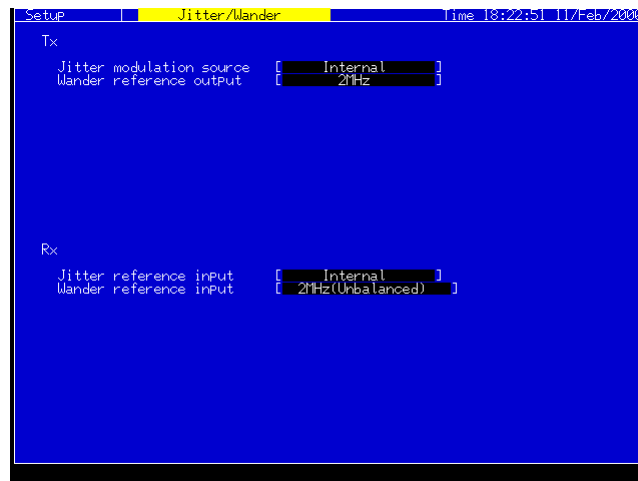 Setup | Jitter/Wander Time 18:22:51 11/Feb/2000
Tx
Jitter modulation source [ Internal ]
Wander reference output [ 2MHz ]
Rx
Jitter reference input [ Internal ]
Wander reference input [ 2MHz(Unbalanced) ]